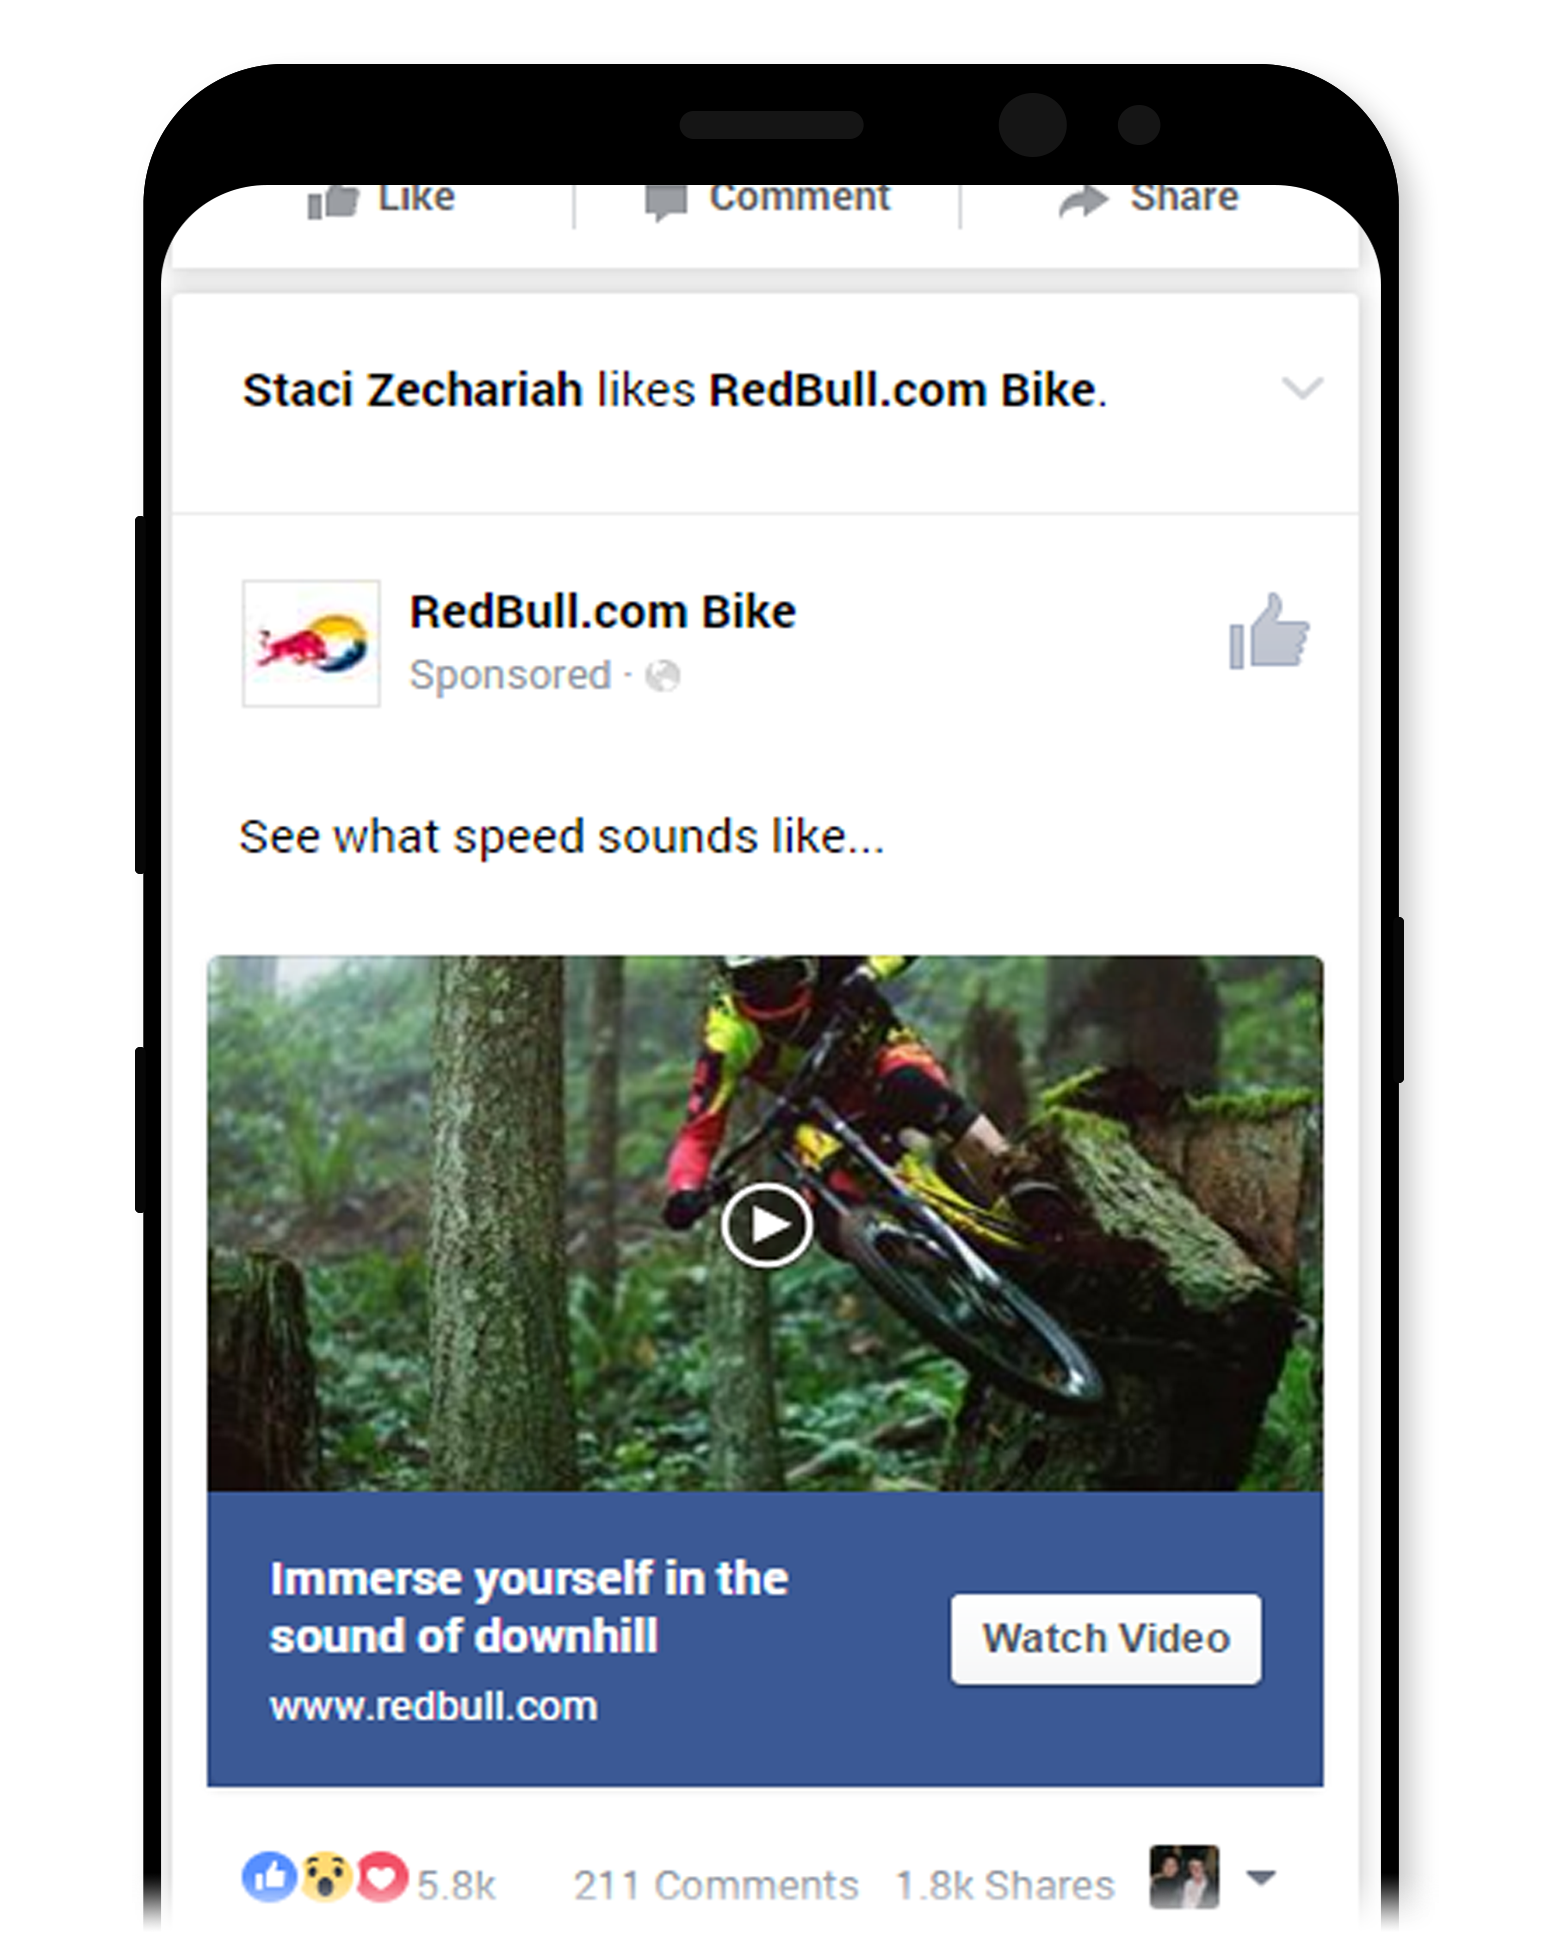 Like Comment Share
Staci Zechariah likes RedBull.com Bike.
RedBull.com Bike
Sponsored ·
See what speed sounds like...
Immerse yourself in the
sound of downhill
www.redbull.com
Watch Video
5.8k 211 Comments 1.8k Shares